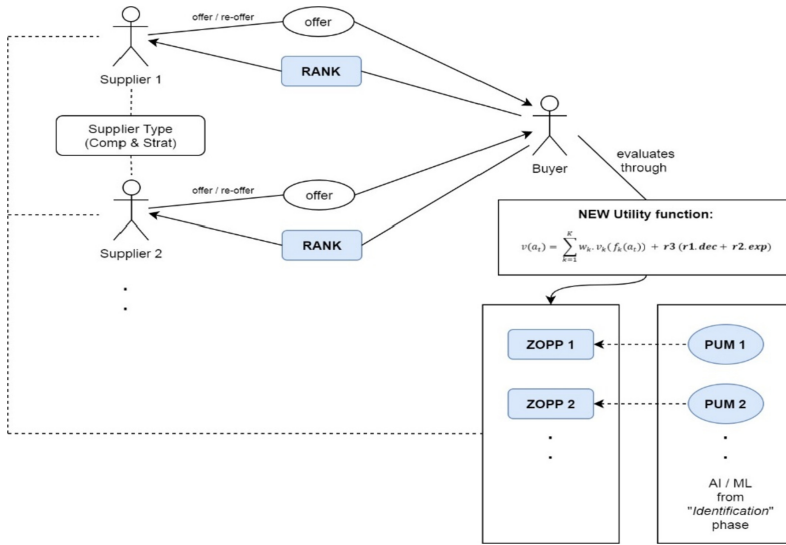 offer / re-offer
offer
RANK
Supplier 1
Supplier Type
(Comp & Strat)
Buyer
evaluates
through
offer / re-offer
offer
RANK
Supplier 2
NEW Utility function:
v(a_t) = \sum_{k=1}^{K} w_k . v_k(f_k(a_t)) + r3 (r1.dec + r2.exp)
ZOPP 1
PUM 1
ZOPP 2
PUM 2
AI / ML
from
"Identification"
phase